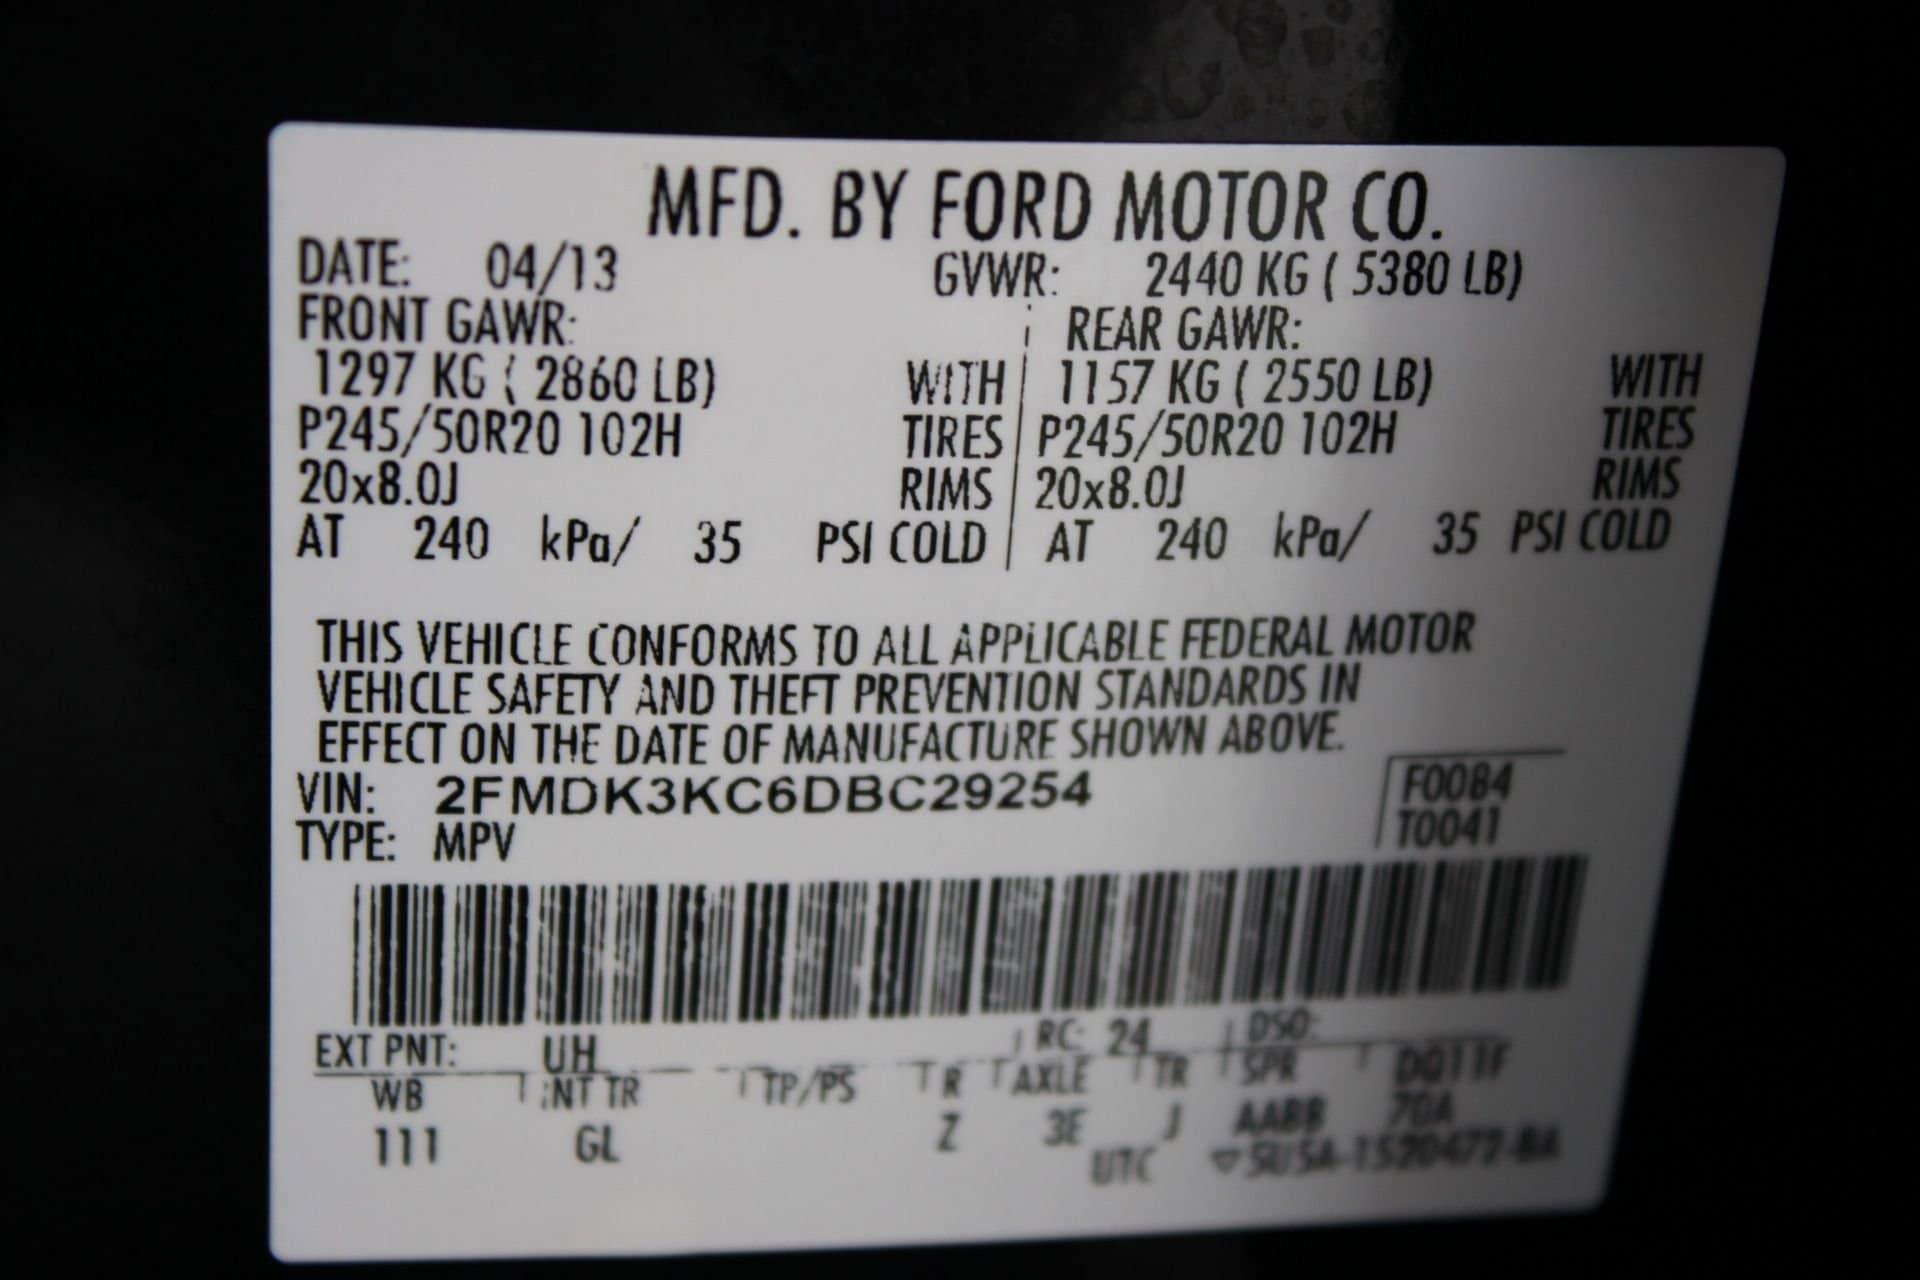 MFD. BY FORD MOTOR CO.
DATE: 04/13 GVWR: 2440 KG ( 5380 LB)
FRONT GAWR: REAR GAWR:
1297 KG ( 2860 LB) WITH 1157 KG ( 2550 LB) WITH
P245/50R20 102H TIRES P245/50R20 102H TIRES
20x8.0J RIMS 20x8.0J RIMS
AT 240 kPa/ 35 PSI COLD AT 240 kPa/ 35 PSI COLD
THIS VEHICLE CONFORMS TO ALL APPLICABLE FEDERAL MOTOR
VEHICLE SAFETY AND THEFT PREVENTION STANDARDS IN
EFFECT ON THE DATE OF MANUFACTURE SHOWN ABOVE.
VIN: 2FMDK3KC6DBC29254 F0084
TYPE: MPV T0041
EXT PNT: UH RC: 24 DSO:
WB INT TR TP/PS R AXLE TR SPR
111 GL Z 3E J AABB 70A
UTC